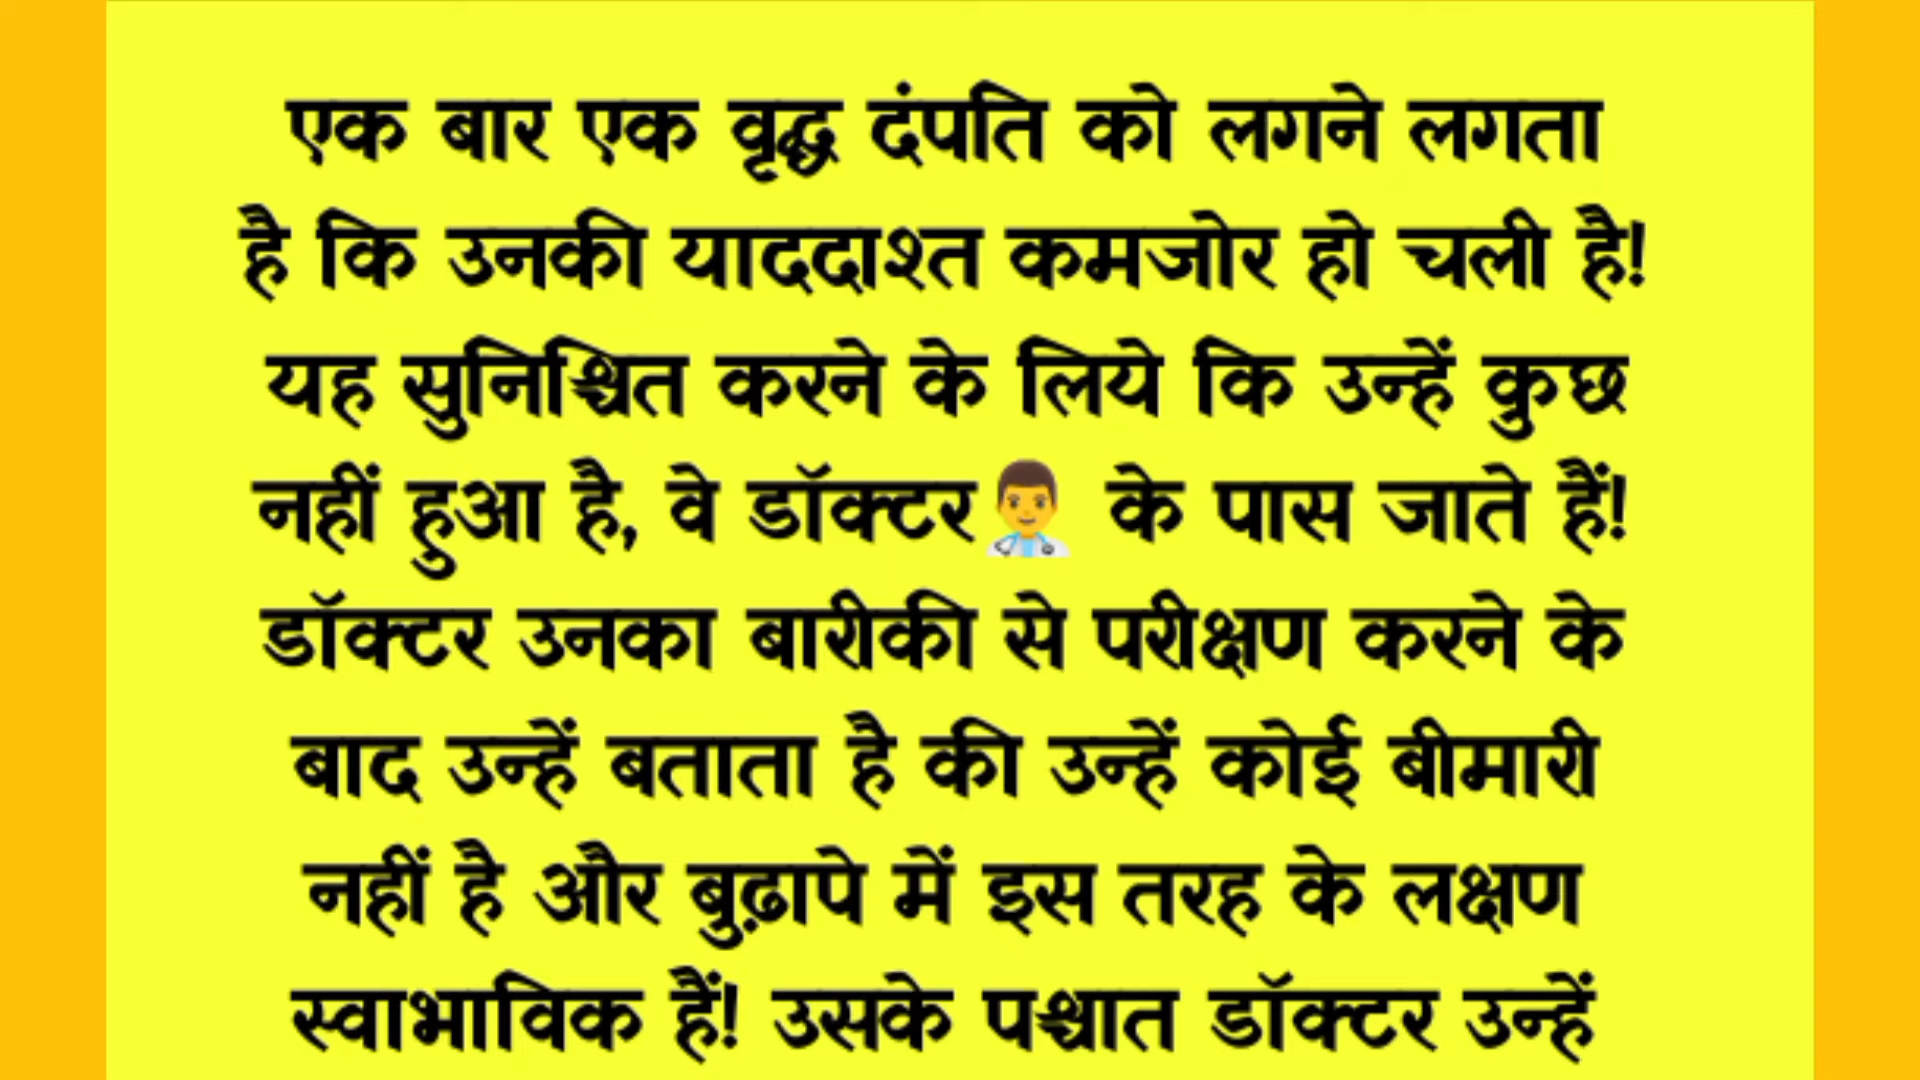 एक बार एक वृद्ध दंपति को लगने लगता
है कि उनकी याददाश्त कमजोर हो चली है!
यह सुनिश्चित करने के लिये कि उन्हें कुछ
नहीं हुआ है, वे डॉक्टर👨‍⚕️ के पास जाते हैं!
डॉक्टर उनका बारीकी से परीक्षण करने के
बाद उन्हें बताता है की उन्हें कोई बीमारी
नहीं है और बुढ़ापे में इस तरह के लक्षण
स्वाभाविक हैं! उसके पश्चात डॉक्टर उन्हें